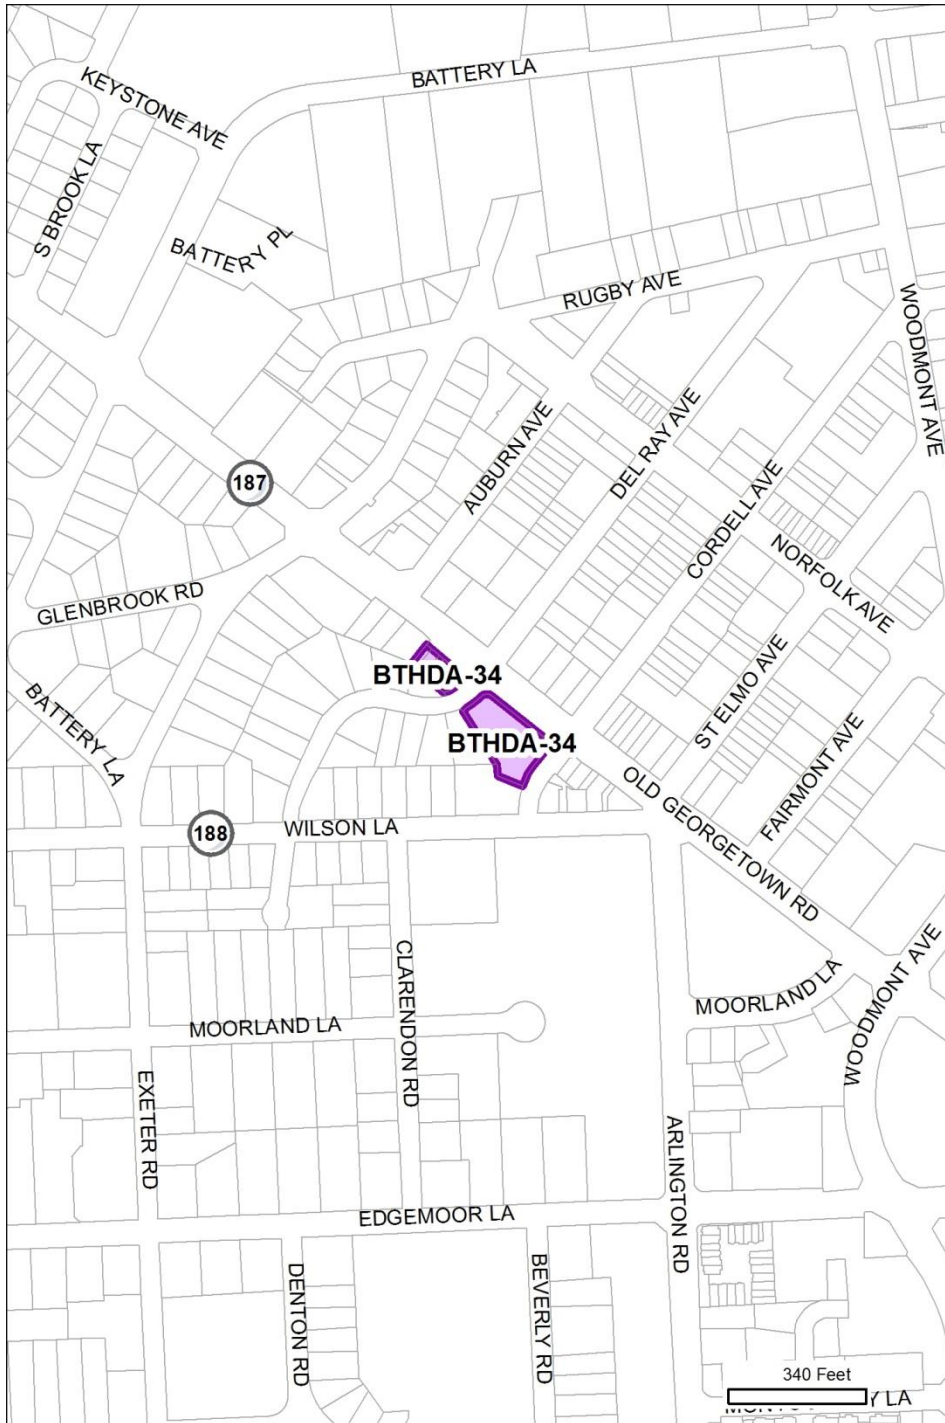 BATTERY LA
KEYSTONE AVE
S BROOK LA
BATTERY PL
RUGBY AVE
WOODMONT AVE
187
AUBURN AVE
DEL RAY AVE
CORDELL AVE
NORFOLK AVE
GLENBROOK RD
BTHDA-34
ST ELMO AVE
BATTERY LA
BTHDA-34
FAIRMONT AVE
OLD GEORGETOWN RD
188
WILSON LA
CLARENDON RD
WOODMONT AVE
MOORLAND LA
MOORLAND LA
EXETER RD
ARLINGTON RD
EDGEMOOR LA
DENTON RD
BEVERLY RD
340 Feet
LA